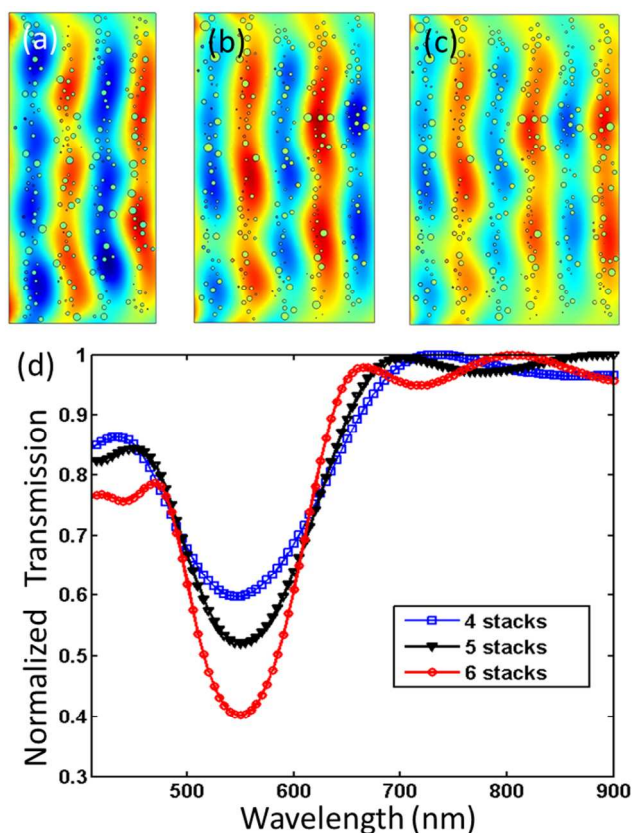 (a)
(b)
(c)
(d)
1
0.9
0.8
0.7
0.6
0.5
0.4
0.3
Normalized Transmission
4 stacks
5 stacks
6 stacks
500
600
700
800
900
Wavelength (nm)